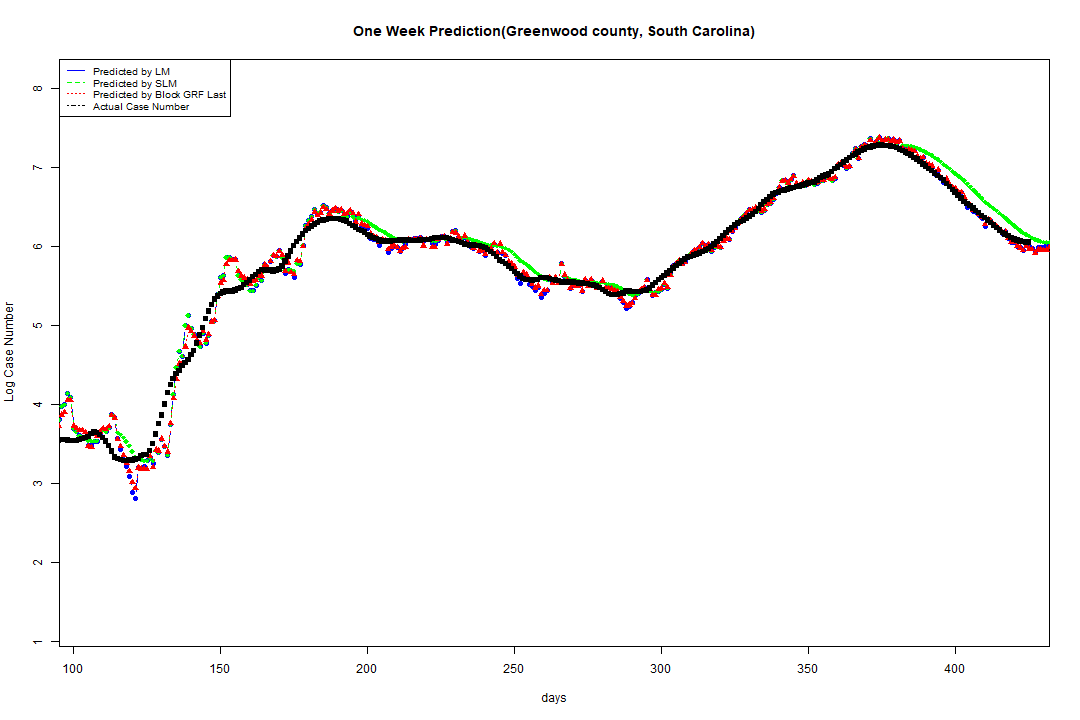 One Week Prediction(Greenwood county, South Carolina)
Predicted by LM
Predicted by SLM
Predicted by Block GRF Last
Actual Case Number
8
7
6
5
4
3
2
1
Log Case Number
100 150 200 250 300 350 400
days